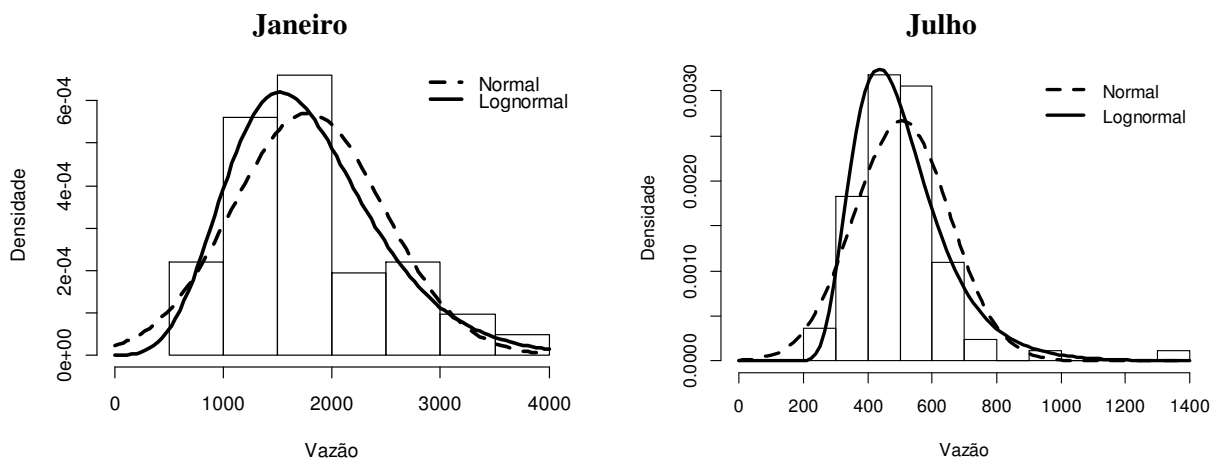 Janeiro
Normal
Lognormal
Densidade
6e-04
4e-04
2e-04
0e+00
0
1000
2000
3000
4000
Vazão
Julho
Normal
Lognormal
Densidade
0.0030
0.0020
0.0010
0.0000
0
200
400
600
800
1000
1200
1400
Vazão